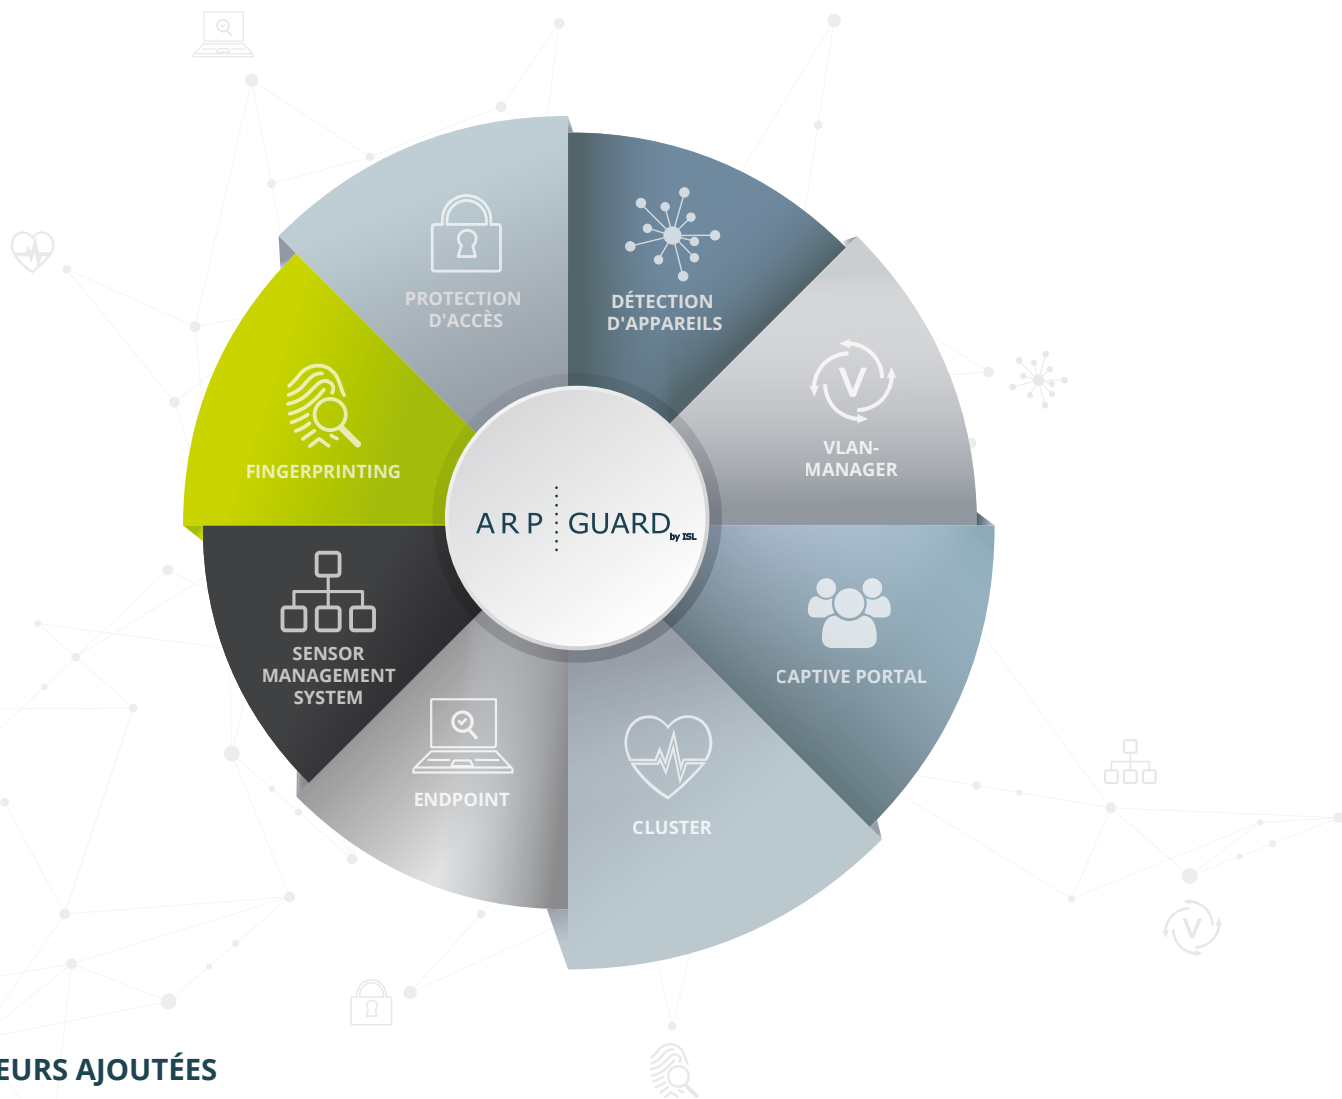 PROTECTION
D'ACCÈS
DÉTECTION
D'APPAREILS
VLAN-
MANAGER
V
FINGERPRINTING
ARP GUARD
by ISL
SENSOR
MANAGEMENT
SYSTEM
CAPTIVE PORTAL
ENDPOINT
CLUSTER
V
EURS AJOUTÉES